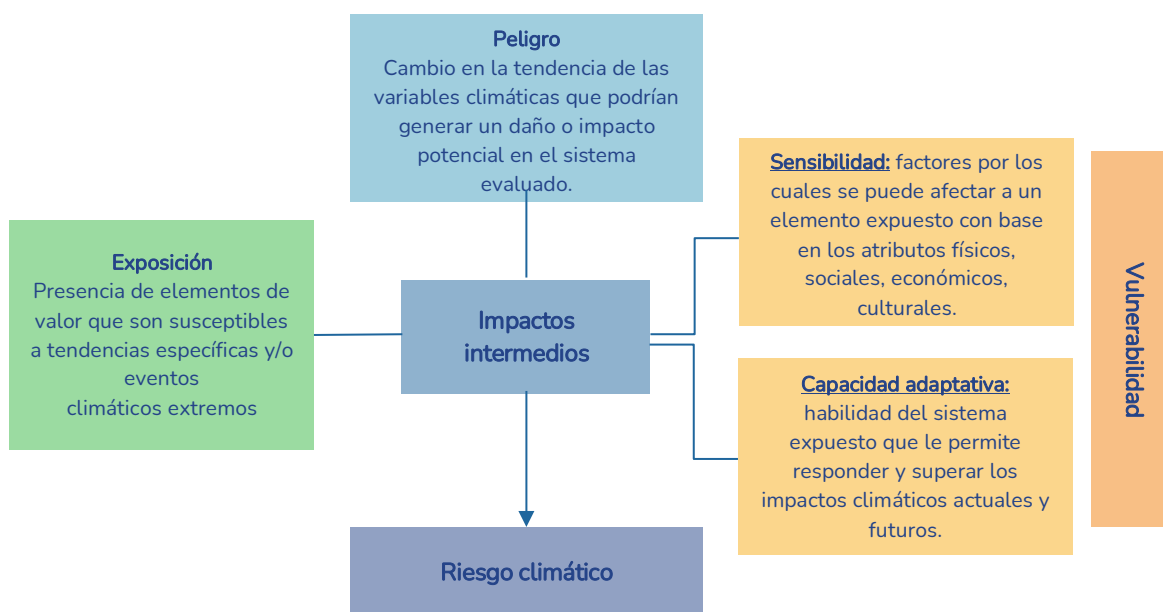 Peligro
Cambio en la tendencia de las
variables climáticas que podrían
generar un daño o impacto
potencial en el sistema
evaluado.
Exposición
Presencia de elementos de
valor que son susceptibles
a tendencias específicas y/o
eventos
climáticos extremos
Impactos
intermedios
Sensibilidad: factores por los
cuales se puede afectar a un
elemento expuesto con base
en los atributos físicos,
sociales, económicos,
culturales.
Capacidad adaptativa:
habilidad del sistema
expuesto que le permite
responder y superar los
impactos climáticos actuales y
futuros.
Vulnerabilidad
Riesgo climático